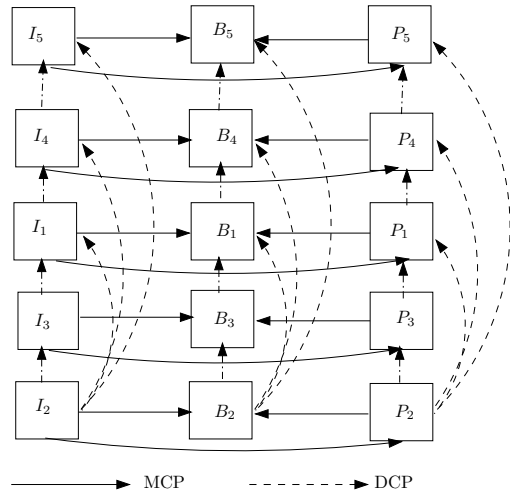 I₅ B₅ P₅
I₄ B₄ P₄
I₁ B₁ P₁
I₃ B₃ P₃
I₂ B₂ P₂
MCP DCP